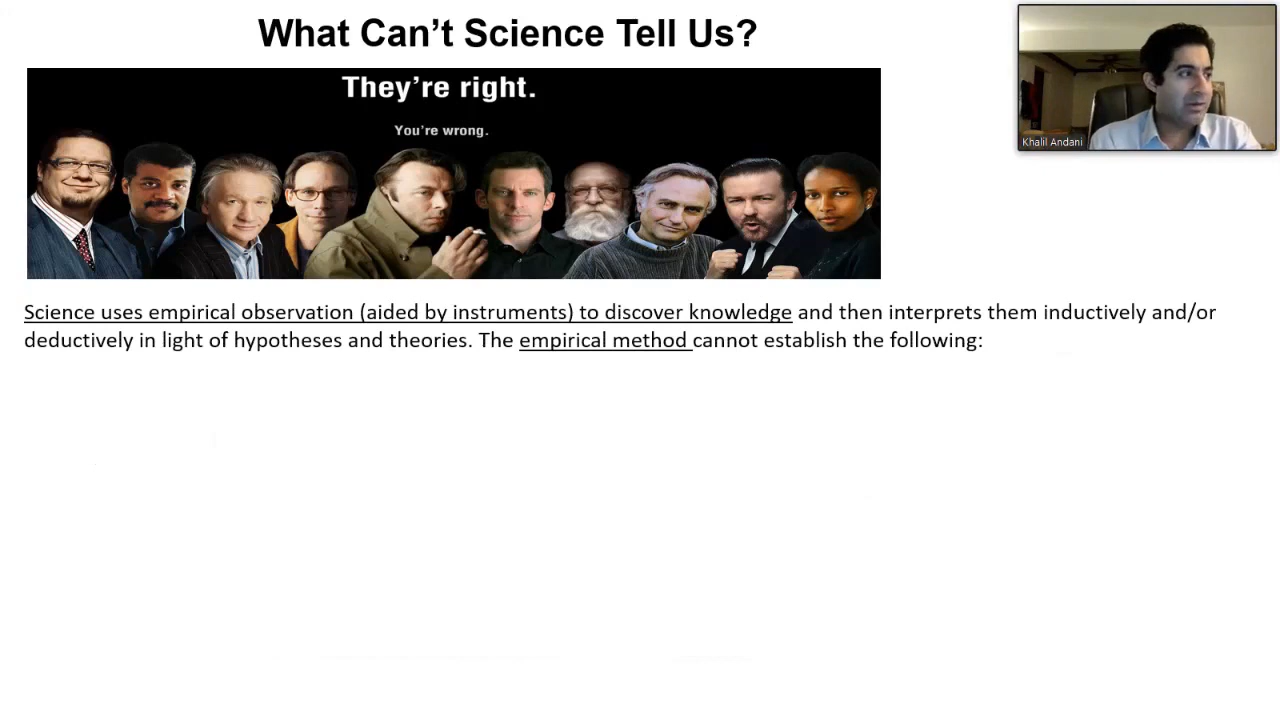 What Can't Science Tell Us?
They're right.
You're wrong.
Khalil Andani
Science uses empirical observation (aided by instruments) to discover knowledge and then interprets them inductively and/or
deductively in light of hypotheses and theories. The empirical method cannot establish the following: